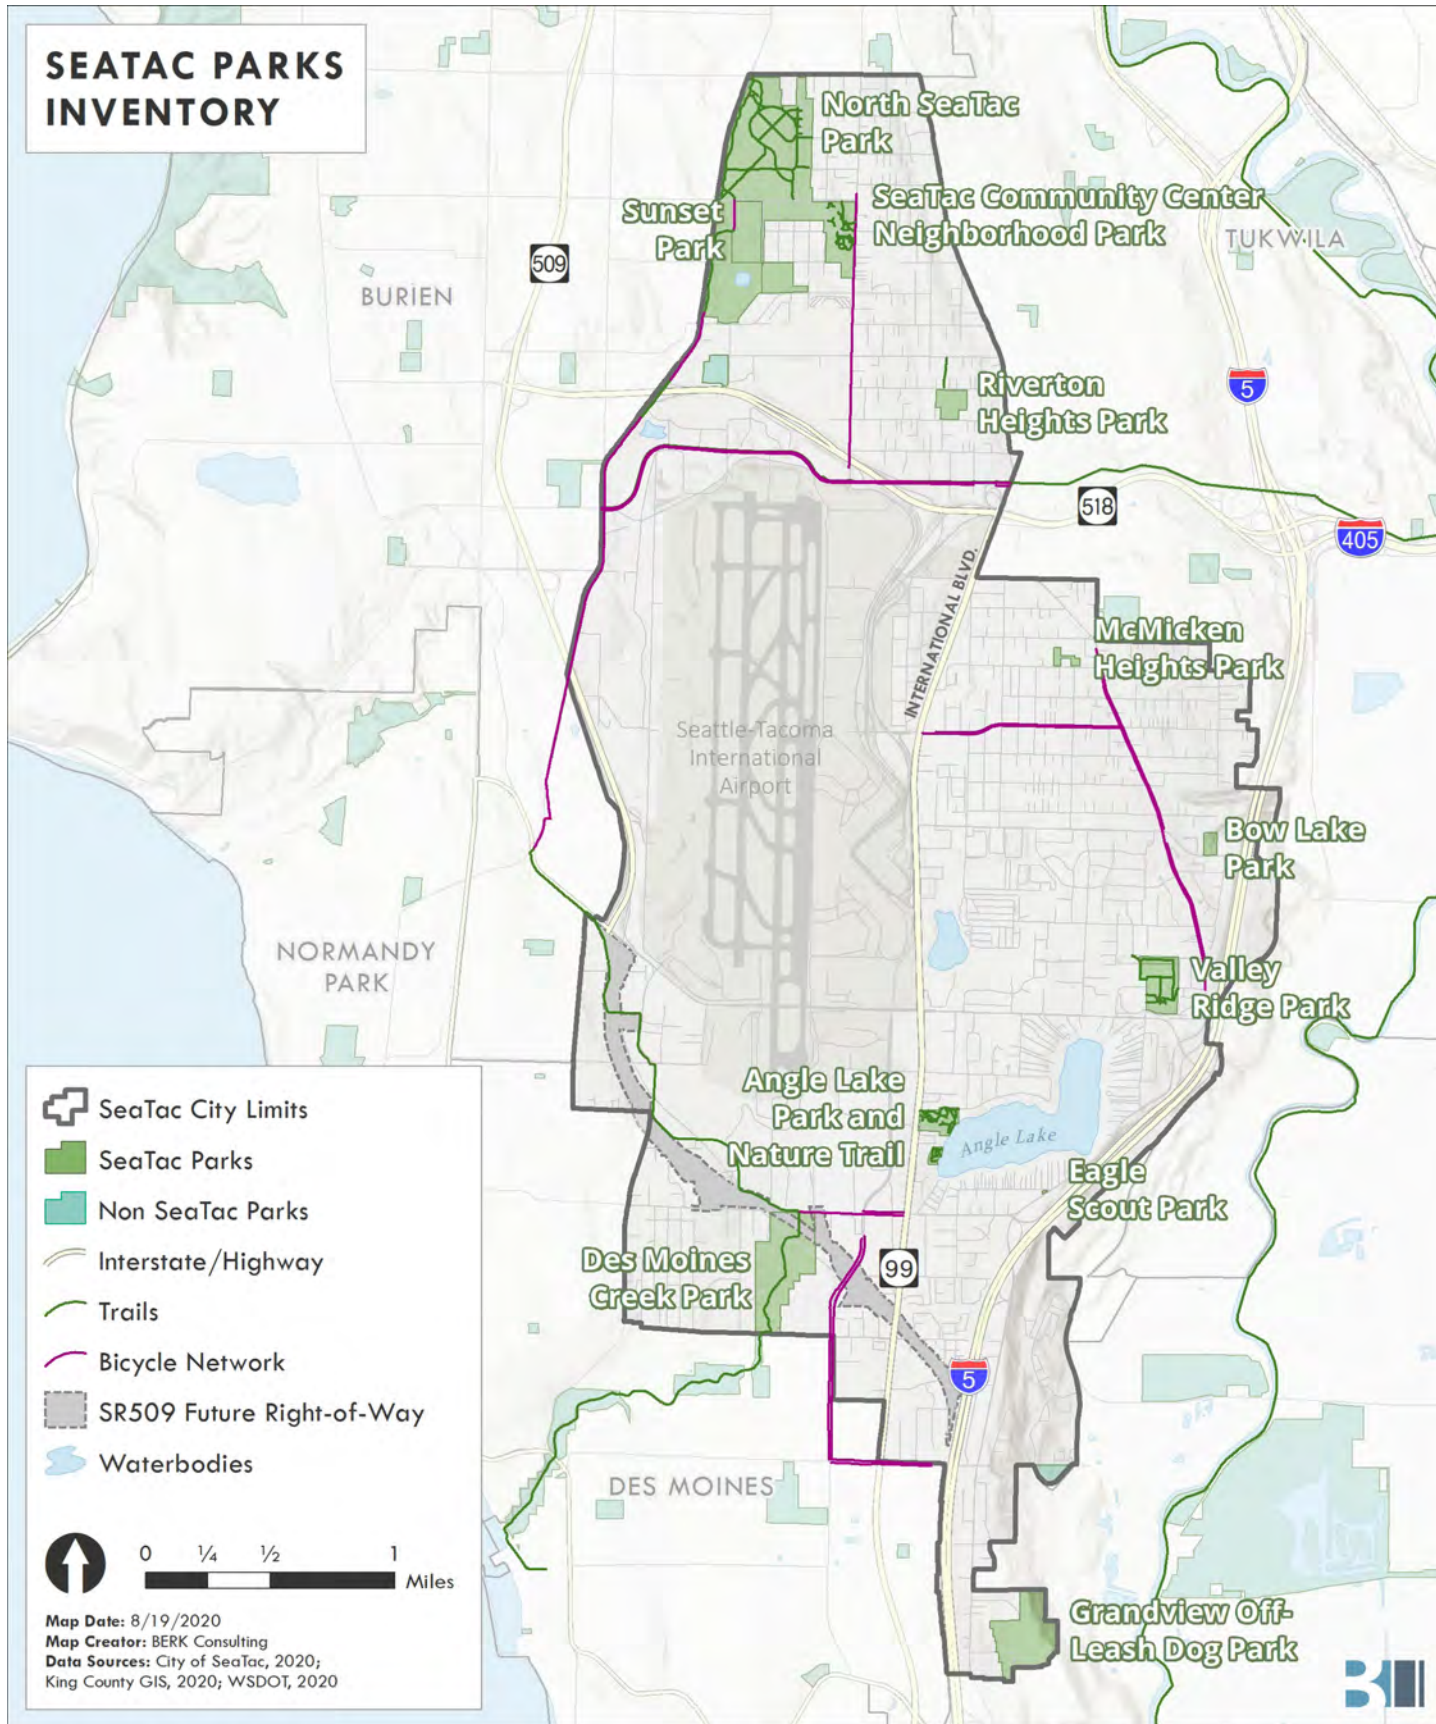 SEATAC PARKS
INVENTORY
North SeaTac
Park
Sunset
Park
SeaTac Community Center
Neighborhood Park
TUKWILA
509
BURIEN
5
Riverton
Heights Park
518
405
INTERNATIONAL BLVD.
McMicken
Heights Park
Seattle-Tacoma
International
Airport
Bow Lake
Park
NORMANDY
PARK
Valley
Ridge Park
Angle Lake
Park and
Nature Trail
Angle Lake
Eagle
Scout Park
Des Moines
Creek Park
99
5
DES MOINES
Grandview Off-
Leash Dog Park
SeaTac City Limits
SeaTac Parks
Non SeaTac Parks
Interstate/Highway
Trails
Bicycle Network
SR509 Future Right-of-Way
Waterbodies
0 ¼ ½ 1
Miles
Map Date: 8/19/2020
Map Creator: BERK Consulting
Data Sources: City of SeaTac, 2020;
King County GIS, 2020; WSDOT, 2020
B